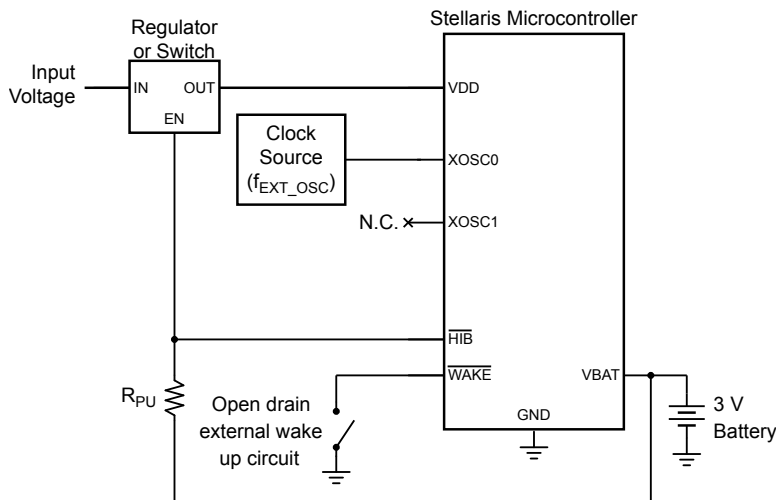 Stellaris Microcontroller
Regulator
or Switch
Input
Voltage
IN
OUT
EN
VDD
Clock
Source
(fEXT_OSC)
XOSC0
N.C.
XOSC1
HIB
WAKE
VBAT
GND
RPU
Open drain
external wake
up circuit
3 V
Battery